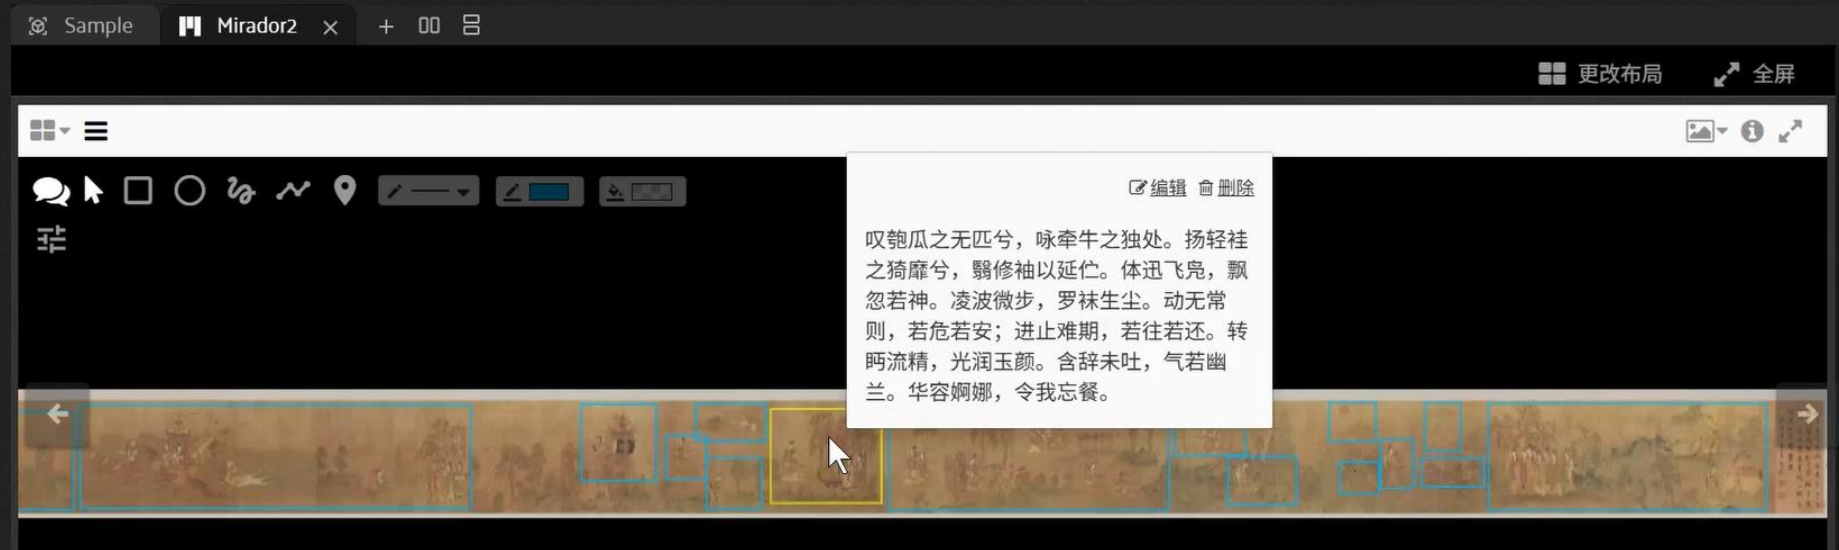 Sample
Mirador2
更改布局
全屏
编辑 删除
叹匏瓜之无匹兮，咏牵牛之独处。扬轻袿
之猗靡兮，翳修袖以延伫。体迅飞凫，飘
忽若神。凌波微步，罗袜生尘。动无常
则，若危若安；进止难期，若往若还。转
眄流精，光润玉颜。含辞未吐，气若幽
兰。华容婀娜，令我忘餐。